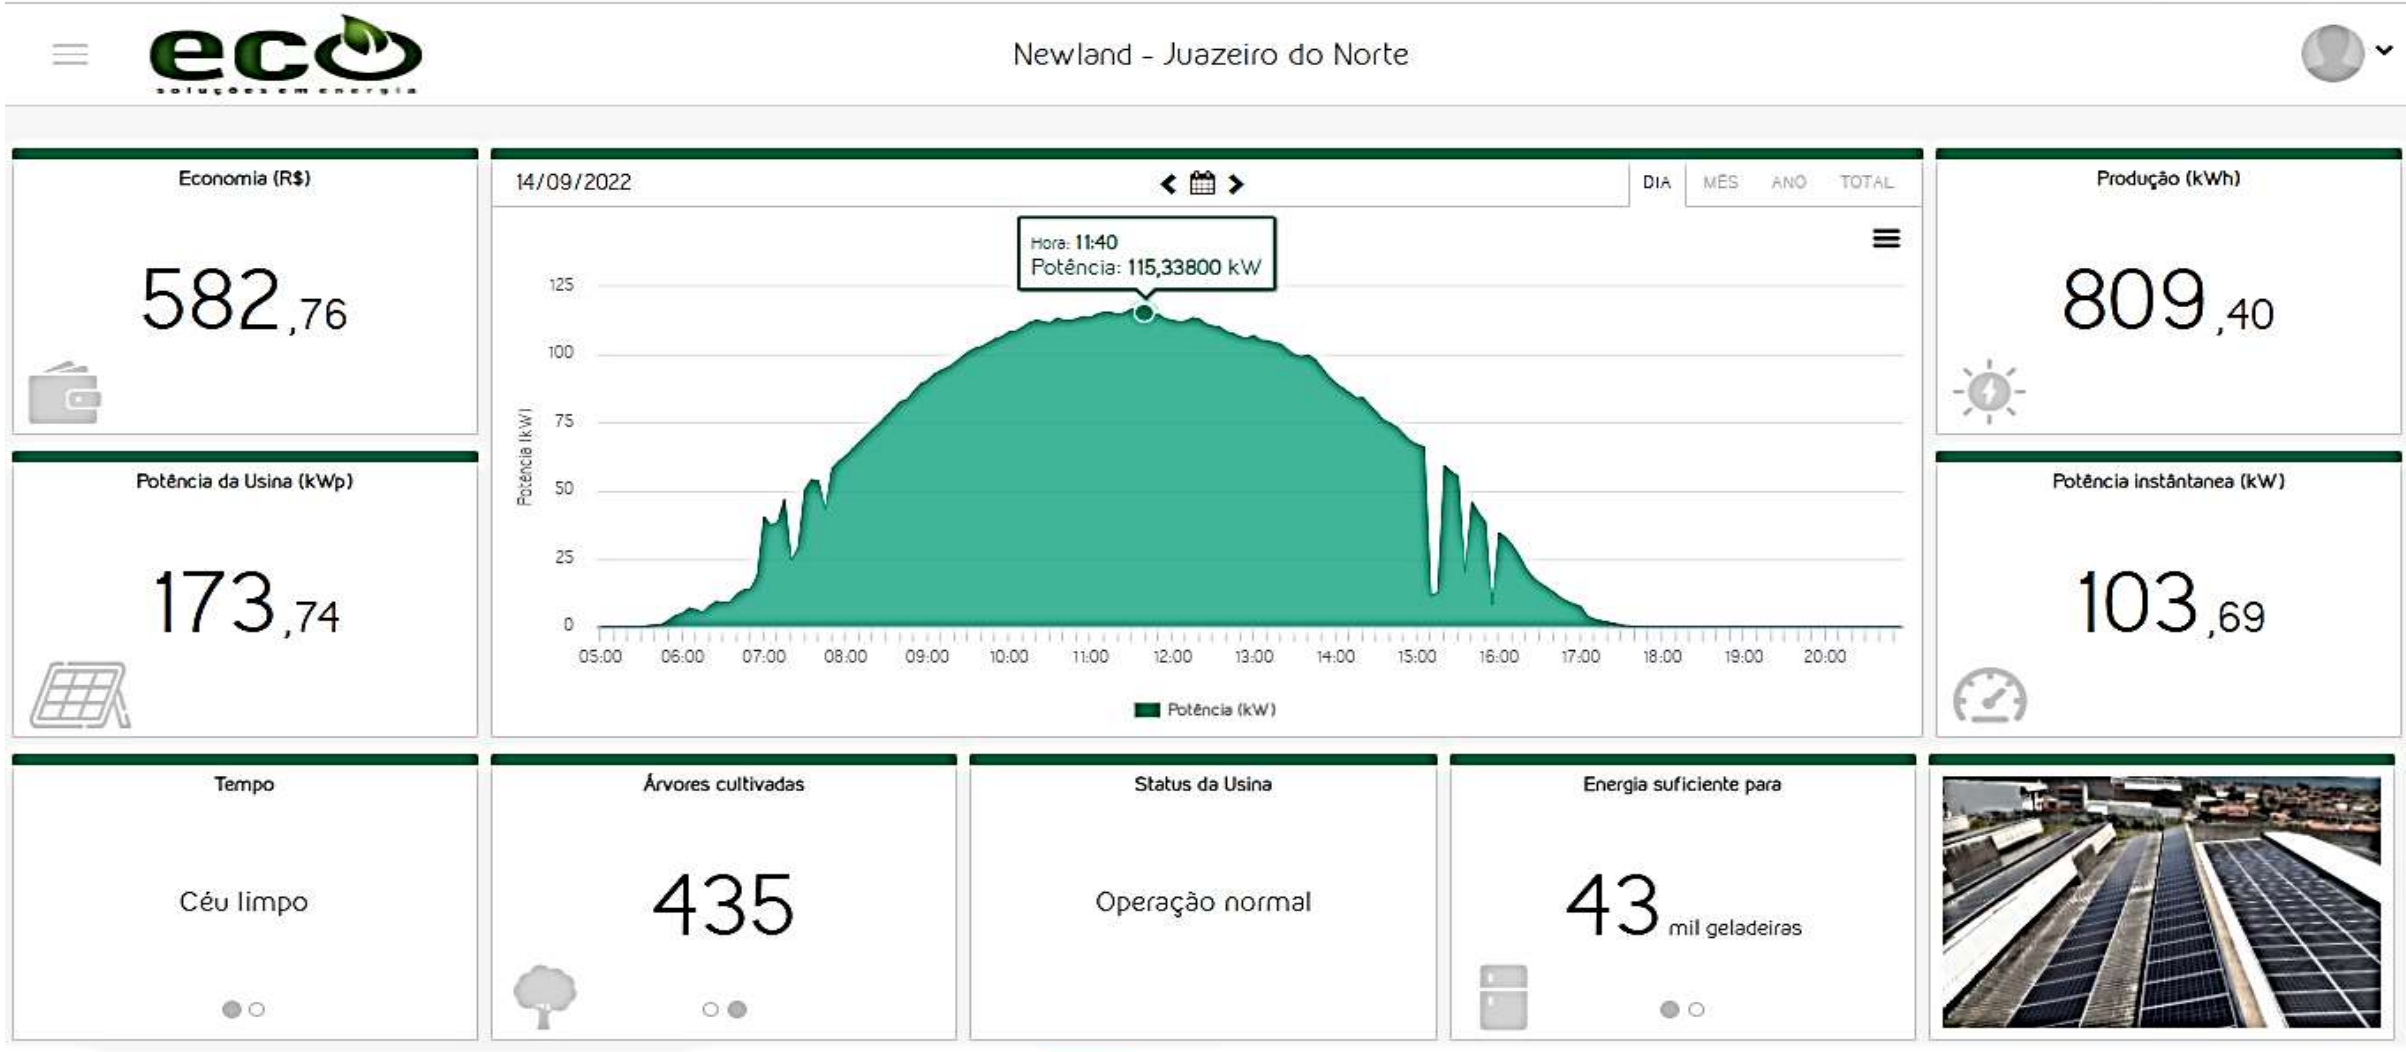 eco
soluções em energia
Newland - Juazeiro do Norte
Economia (R$)
582,76
14/09/2022
DIA MÊS ANO TOTAL
Hora: 11:40
Potência: 115,33800 kW
Potência (kW)
125
100
75
50
25
0
05:00 06:00 07:00 08:00 09:00 10:00 11:00 12:00 13:00 14:00 15:00 16:00 17:00 18:00 19:00 20:00
Potência (kW)
Produção (kWh)
809,40
Potência da Usina (kWp)
173,74
Potência instântanea (kW)
103,69
Tempo
Céu limpo
Árvores cultivadas
435
Status da Usina
Operação normal
Energia suficiente para
43 mil geladeiras